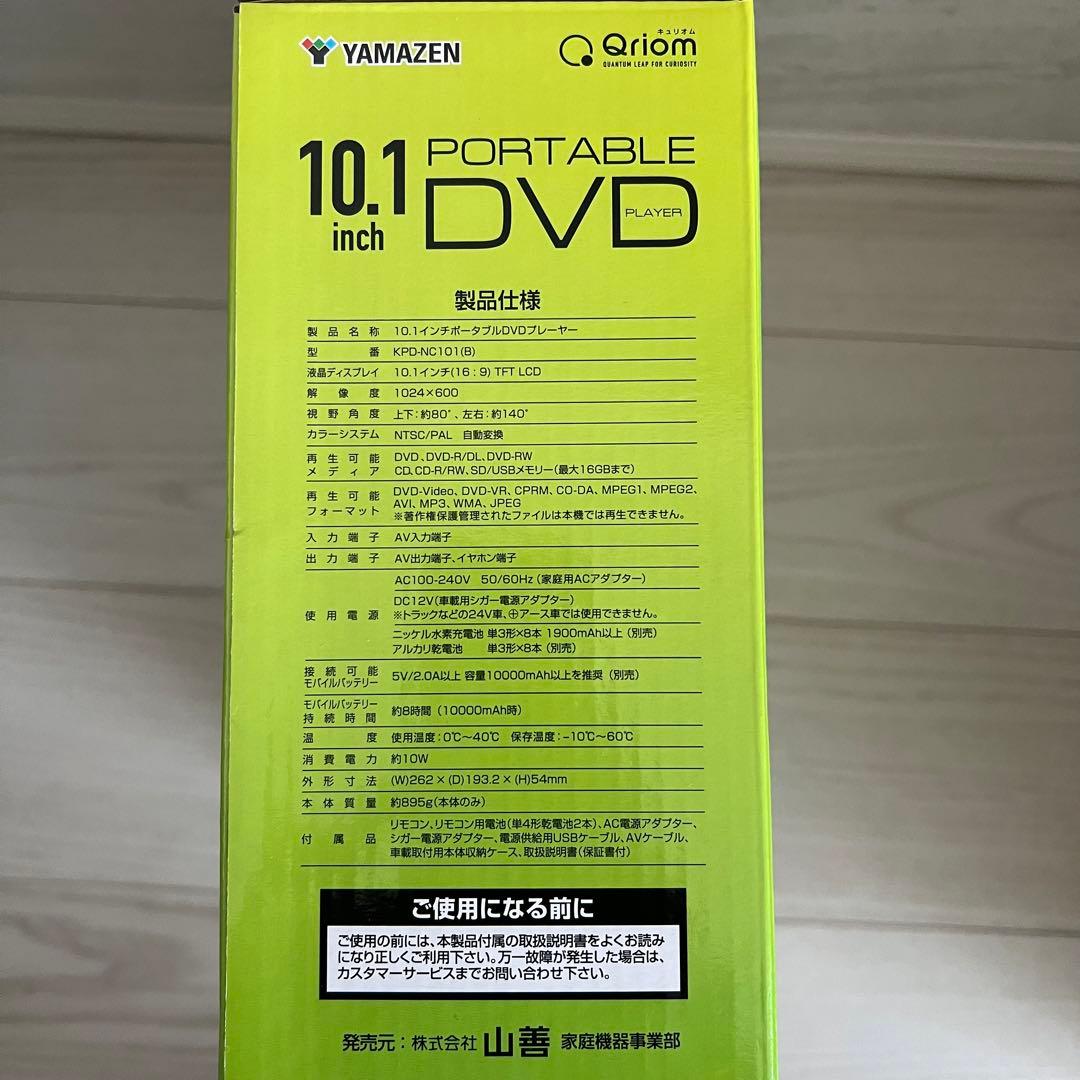 YAMAZEN
キュリオム
Qriom
QUANTUM LEAP FOR CURIOSITY
10.1 inch
PORTABLE
DVD PLAYER
製品仕様
製品名称 10.1インチポータブルDVDプレーヤー
型番 KPD-NC101(B)
液晶ディスプレイ 10.1インチ(16:9) TFT LCD
解像度 1024×600
視野角度 上下:約80°、左右:約140°
カラーシステム NTSC/PAL 自動変換
再生可能メディア DVD、DVD-R/DL、DVD-RW
CD、CD-R/RW、SD/USBメモリー(最大16GBまで)
再生可能フォーマット DVD-Video、DVD-VR、CPRM、CO-DA、MPEG1、MPEG2、
AVI、MP3、WMA、JPEG
※著作権保護管理されたファイルは本機では再生できません。
入力端子 AV入力端子
出力端子 AV出力端子、イヤホン端子
使用電源 AC100-240V 50/60Hz(家庭用ACアダプター)
DC12V(車載用シガー電源アダプター)
※トラックなどの24V車、⊕アース車では使用できません。
ニッケル水素充電池 単3形×8本 1900mAh以上(別売)
アルカリ乾電池 単3形×8本(別売)
接続可能モバイルバッテリー 5V/2.0A以上 容量10000mAh以上を推奨(別売)
モバイルバッテリー持続時間 約8時間(10000mAh時)
温度 使用温度:0℃〜40℃ 保存温度:−10℃〜60℃
消費電力 約10W
外形寸法 (W)262×(D)193.2×(H)54mm
本体質量 約895g(本体のみ)
付属品 リモコン、リモコン用電池(単4形乾電池2本)、AC電源アダプター、
シガー電源アダプター、電源供給用USBケーブル、AVケーブル、
車載取付用本体収納ケース、取扱説明書(保証書付)
ご使用になる前に
ご使用の前には、本製品付属の取扱説明書をよくお読み
になり正しくご利用下さい。万一故障が発生した場合は、
カスタマーサービスまでお問い合わせ下さい。
発売元:株式会社 山善 家庭機器事業部